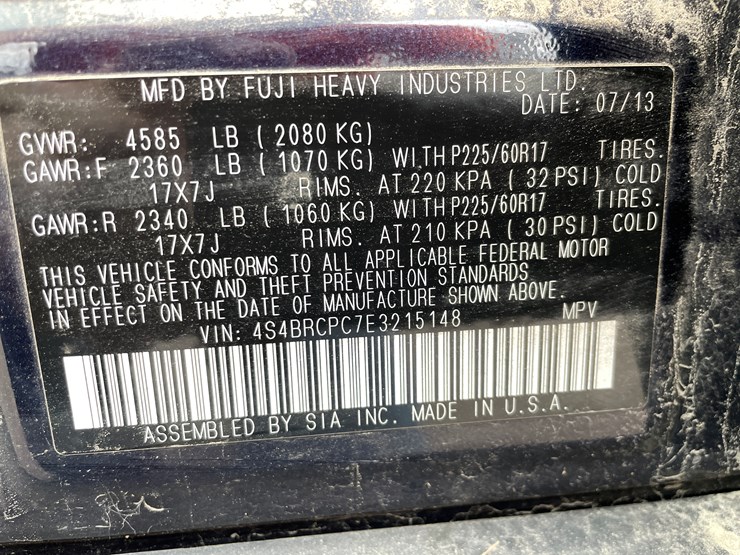 MFD BY FUJI HEAVY INDUSTRIES LTD.
DATE: 07/13
GVWR: 4585 LB (2080 KG)
GAWR:F 2360 LB (1070 KG) WITH P225/60R17 TIRES.
17X7J RIMS. AT 220 KPA (32 PSI) COLD
GAWR:R 2340 LB (1060 KG) WITH P225/60R17 TIRES.
17X7J RIMS. AT 210 KPA (30 PSI) COLD
THIS VEHICLE CONFORMS TO ALL APPLICABLE FEDERAL MOTOR
VEHICLE SAFETY AND THEFT PREVENTION STANDARDS
IN EFFECT ON THE DATE OF MANUFACTURE SHOWN ABOVE.
VIN: 4S4BRCPC7E3215148 MPV
ASSEMBLED BY SIA INC. MADE IN U.S.A.